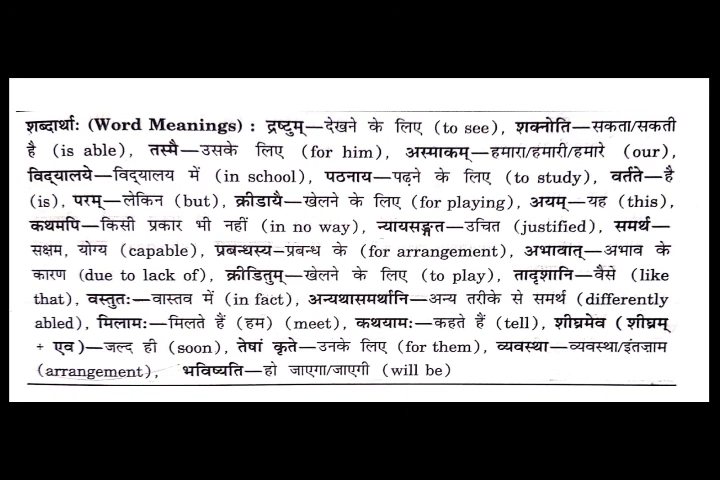 शब्दार्थाः (Word Meanings) : द्रष्टुम्—देखने के लिए (to see), शक्नोति—सकता/सकती
है (is able), तस्मै—उसके लिए (for him), अस्माकम्—हमारा/हमारी/हमारे (our),
विद्यालये—विद्यालय में (in school), पठनाय—पढ़ने के लिए (to study), वर्तते—है
(is), परम्—लेकिन (but), क्रीडायै—खेलने के लिए (for playing), अयम्—यह (this),
कथमपि—किसी प्रकार भी नहीं (in no way), न्यायसङ्गत—उचित (justified), समर्थ—
सक्षम, योग्य (capable), प्रबन्धस्य—प्रबन्ध के (for arrangement), अभावात्—अभाव के
कारण (due to lack of), क्रीडितुम्—खेलने के लिए (to play), तादृशानि—वैसे (like
that), वस्तुतः—वास्तव में (in fact), अन्यथासमर्थानि—अन्य तरीके से समर्थ (differently
abled), मिलामः—मिलते हैं (हम) (meet), कथयामः—कहते हैं (tell), शीघ्रमेव (शीघ्रम्
+ एव)—जल्द ही (soon), तेषां कृते—उनके लिए (for them), व्यवस्था—व्यवस्था/इंतज़ाम
(arrangement), भविष्यति—हो जाएगा/जाएगी (will be)